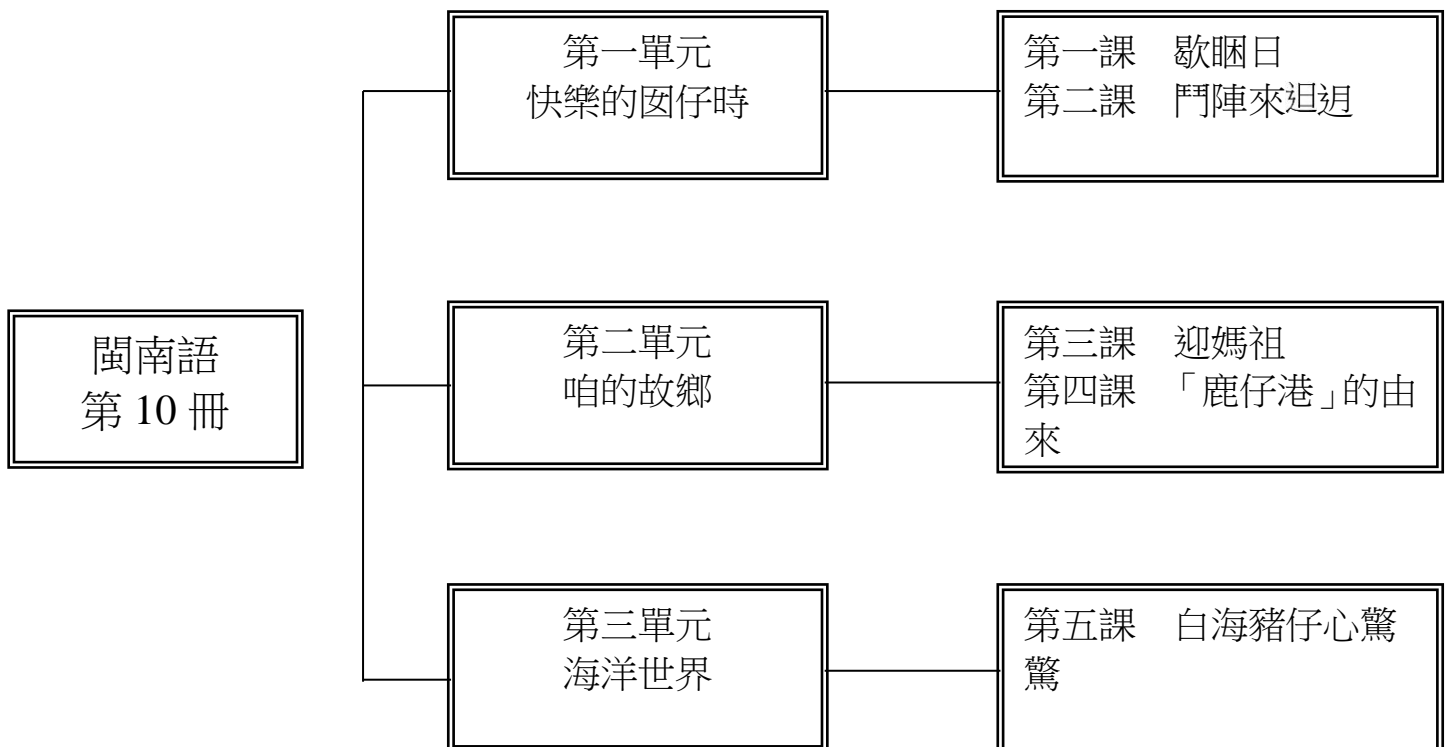 閩南語
第 10 冊
第一單元
快樂的囡仔時
第一課　歇睏日
第二課　鬥陣來𨑨迌
第二單元
咱的故鄉
第三課　迎媽祖
第四課　「鹿仔港」的由
來
第三單元
海洋世界
第五課　白海豬仔心驚
驚